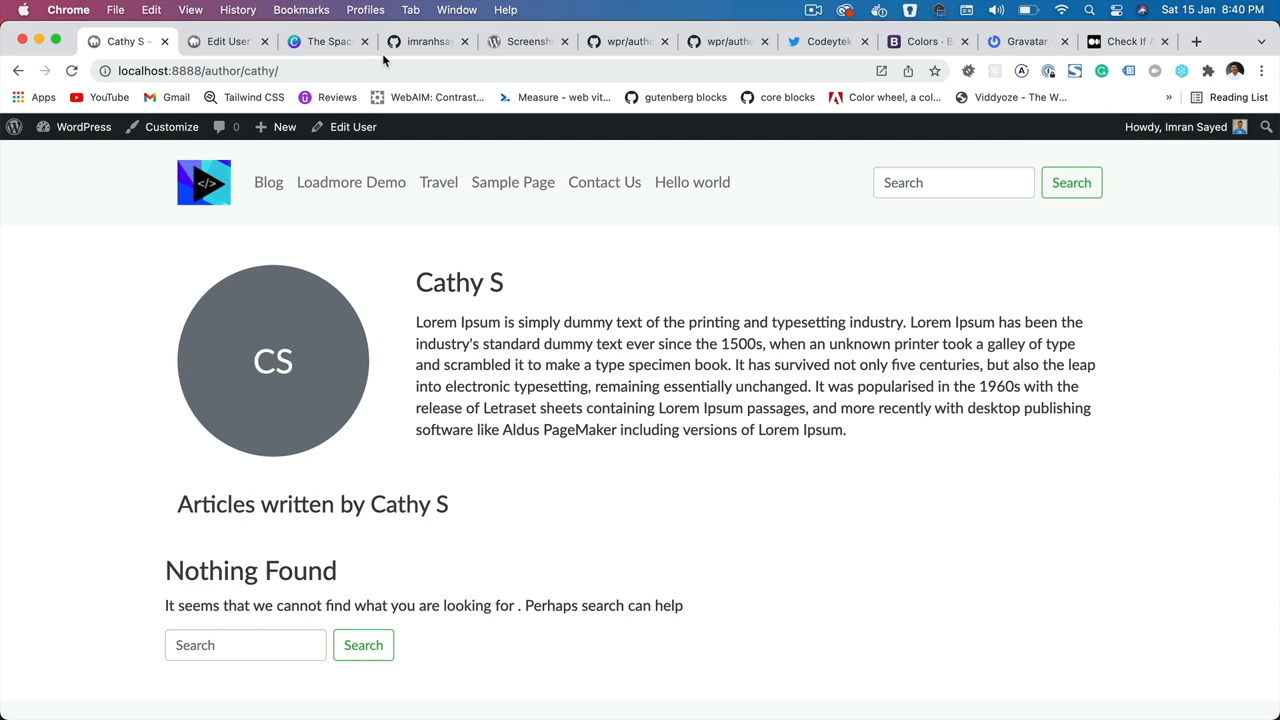 Chrome File Edit View History Bookmarks Profiles Tab Window Help Sat 15 Jan 8:40 PM
Cathy S – Edit User The Spac imranhsay wpr/autho Screensho wpr/autho wpr/autho Codeytek Colors · B Gravatar - Check If A
localhost:8888/author/cathy/
Apps YouTube Gmail Tailwind CSS Reviews WebAIM: Contrast... Measure - web vit... gutenberg blocks core blocks Color wheel, a col... Viddyoze - The W... » Reading List
WordPress Customize 0 New Edit User Howdy, Imran Sayed
</> Blog Loadmore Demo Travel Sample Page Contact Us Hello world Search Search
CS
Cathy S
Lorem Ipsum is simply dummy text of the printing and typesetting industry. Lorem Ipsum has been the
industry's standard dummy text ever since the 1500s, when an unknown printer took a galley of type
and scrambled it to make a type specimen book. It has survived not only five centuries, but also the leap
into electronic typesetting, remaining essentially unchanged. It was popularised in the 1960s with the
release of Letraset sheets containing Lorem Ipsum passages, and more recently with desktop publishing
software like Aldus PageMaker including versions of Lorem Ipsum.
Articles written by Cathy S
Nothing Found
It seems that we cannot find what you are looking for . Perhaps search can help
Search Search